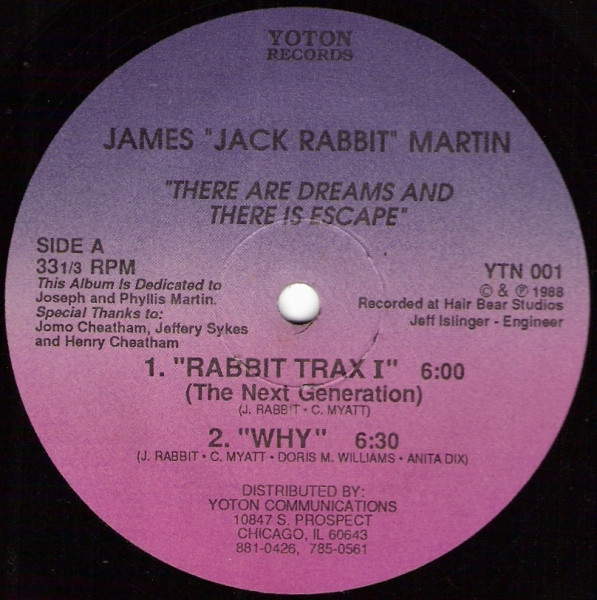 YOTON
RECORDS
JAMES "JACK RABBIT" MARTIN
"THERE ARE DREAMS AND
THERE IS ESCAPE"
SIDE A
33 1/3 RPM
This Album Is Dedicated to
Joseph and Phyllis Martin.
Special Thanks to:
Jomo Cheatham, Jeffery Sykes
and Henry Cheatham
YTN 001
© & ℗ 1988
Recorded at Hair Bear Studios
Jeff Islinger - Engineer
1. "RABBIT TRAX I" 6:00
(The Next Generation)
(J. RABBIT • C. MYATT)
2. "WHY" 6:30
(J. RABBIT • C. MYATT • DORIS M. WILLIAMS • ANITA DIX)
DISTRIBUTED BY:
YOTON COMMUNICATIONS
10847 S. PROSPECT
CHICAGO, IL 60643
881-0426, 785-0561